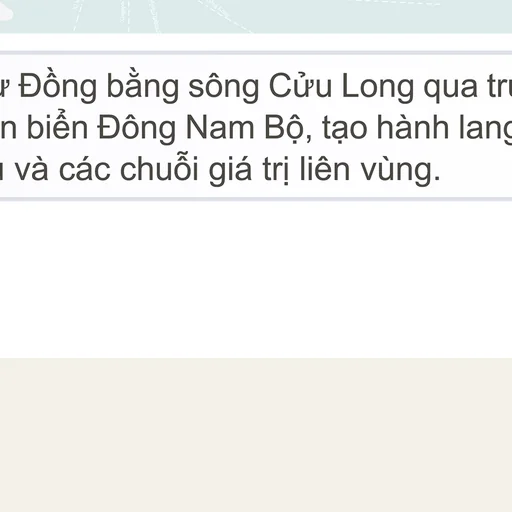 Đồng bằng sông Cửu Long qua
biển Đông Nam Bộ, tạo hành lang
và các chuỗi giá trị liên vùng.